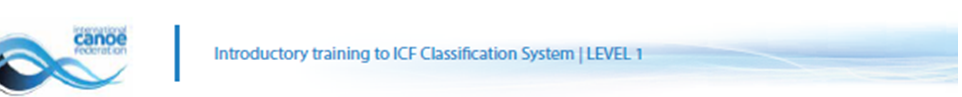 international
canoe
federation
Introductory training to ICF Classification System | LEVEL 1